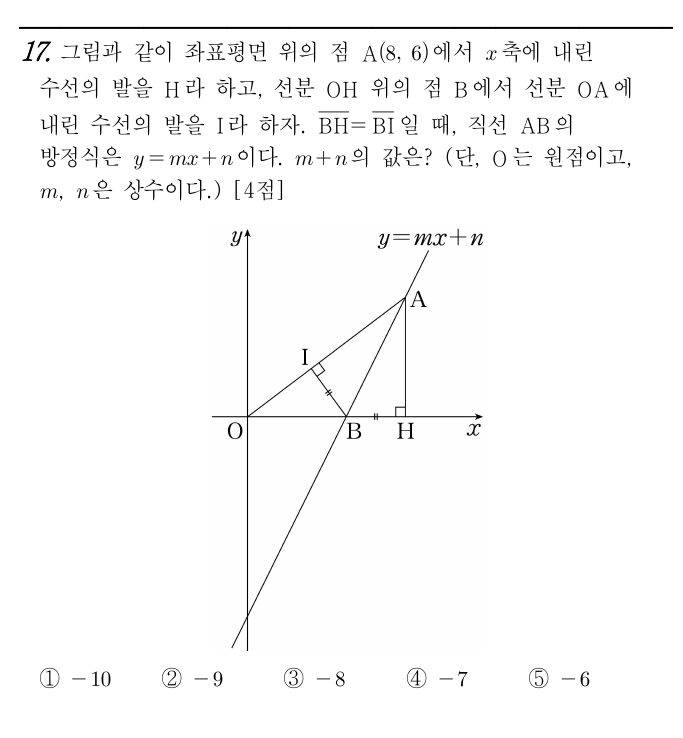 17. 그림과 같이 좌표평면 위의 점 A(8, 6)에서 x축에 내린
수선의 발을 H라 하고, 선분 OH 위의 점 B에서 선분 OA에
내린 수선의 발을 I라 하자. B̅H̅=B̅I̅일 때, 직선 AB의
방정식은 y=mx+n이다. m+n의 값은? (단, O는 원점이고,
m, n은 상수이다.) [4점]
y
y=mx+n
A
I
O
B
H
x
① -10 ② -9 ③ -8 ④ -7 ⑤ -6